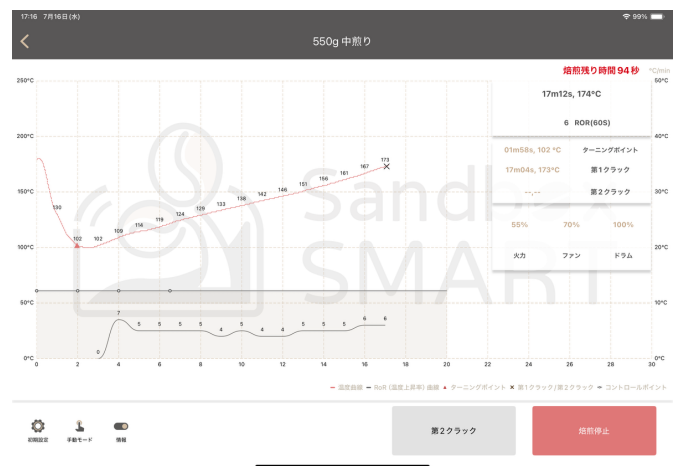 17:16 7月16日(水)
99%
550g 中煎り
焙煎残り時間 94 秒
°C/min
250°C
50°C
17m12s, 174°C
6 ROR(60S)
200°C
40°C
01m58s, 102 °C ターニングポイント
17m04s, 173°C 第1クラック
--,-- 第2クラック
150°C
30°C
55% 70% 100%
火力 ファン ドラム
100°C
20°C
50°C
10°C
0°C
0°C
130 102 102 109 114 119 124 129 133 138 142 146 151 156 161 167 173
0 7 5 5 5 5 4 5 4 4 5 5 5 6 6
Sandbox
SMART
0 2 4 6 8 10 12 14 16 18 20 22 24 26 28 30
温度曲線 RoR (温度上昇率) 曲線 ターニングポイント 第1クラック/第2クラック コントロールポイント
初期設定 手動モード 情報
第2クラック
焙煎停止